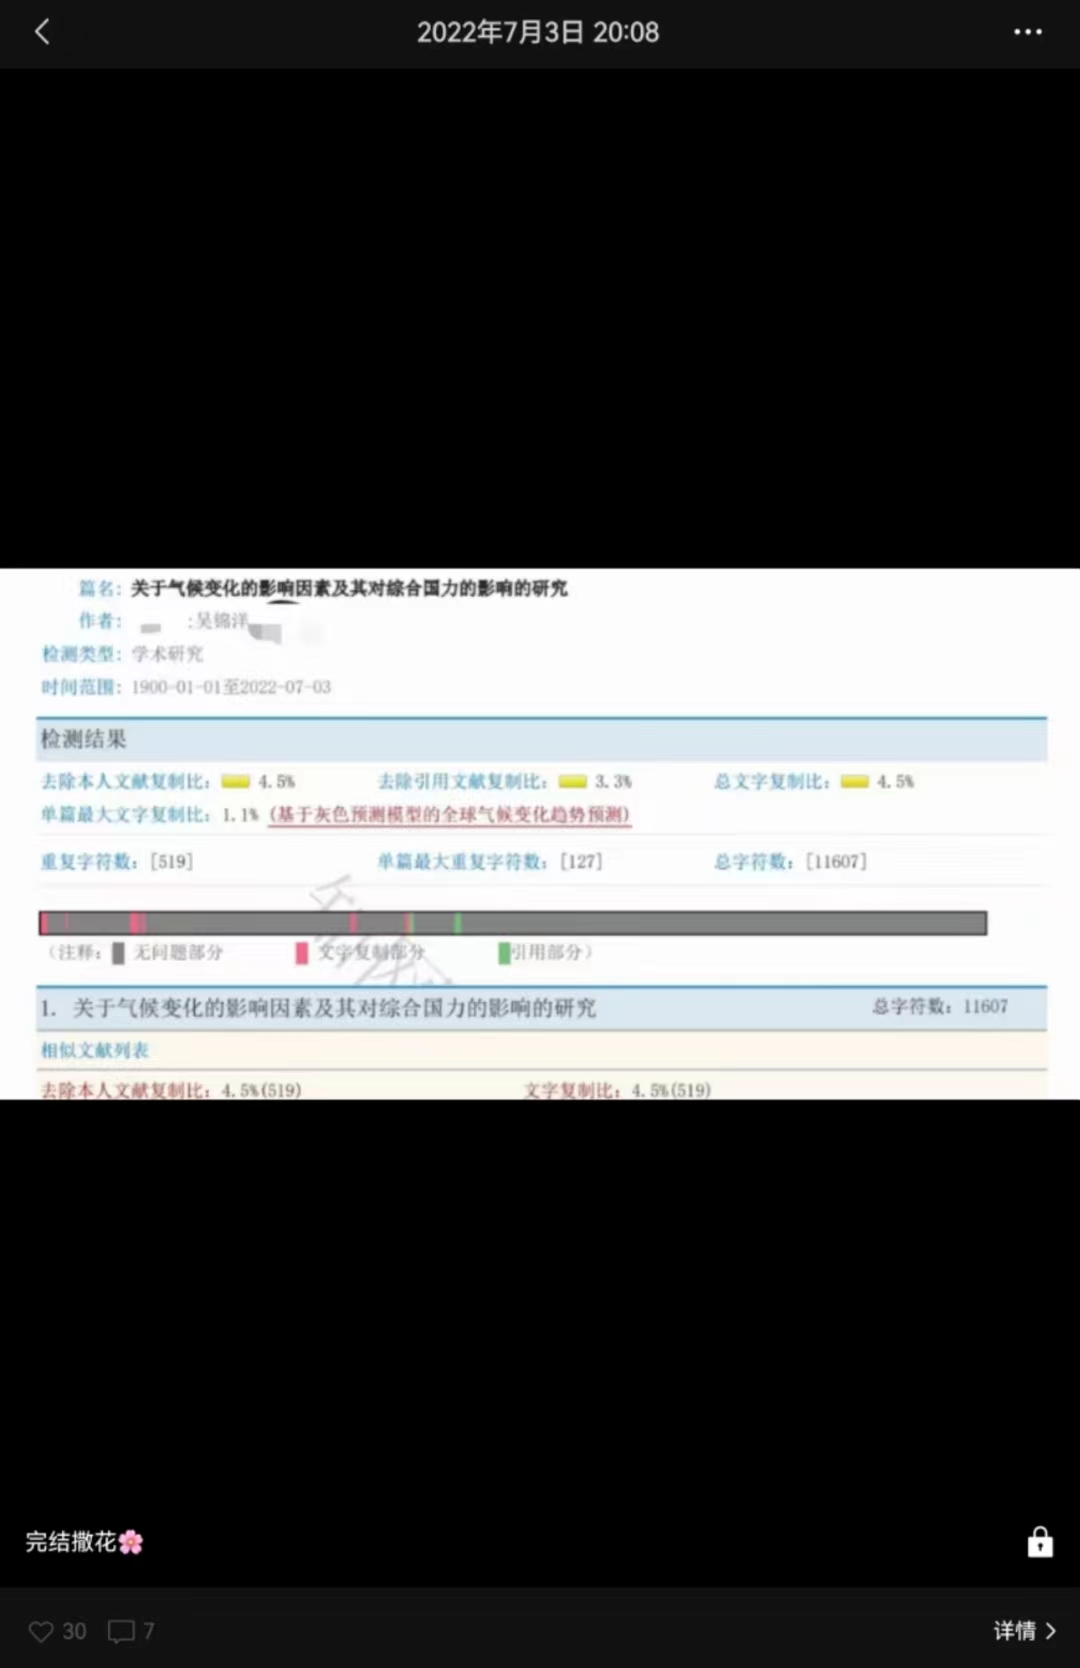 2022年7月3日 20:08
篇名：关于气候变化的影响因素及其对综合国力的影响的研究
作者： :吴锦洋
检测类型：学术研究
时间范围：1900-01-01至2022-07-03
检测结果
去除本人文献复制比： 4.5% 去除引用文献复制比： 3.3% 总文字复制比： 4.5%
单篇最大文字复制比：1.1% (基于灰色预测模型的全球气候变化趋势预测)
重复字符数：[519] 单篇最大重复字符数：[127] 总字符数：[11607]
（注释： 无问题部分 文字复制部分 引用部分）
1. 关于气候变化的影响因素及其对综合国力的影响的研究 总字符数：11607
相似文献列表
去除本人文献复制比：4.5%(519) 文字复制比：4.5%(519)
完结撒花🌸
30 7 详情